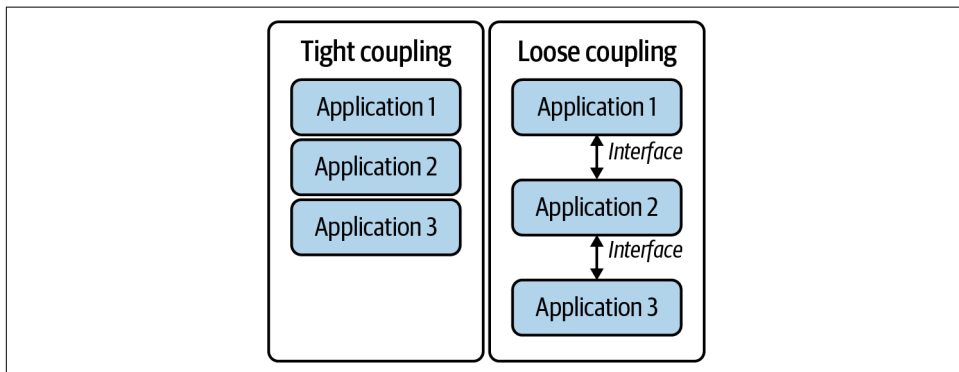 Tight coupling
Application 1
Application 2
Application 3
Loose coupling
Application 1
Interface
Application 2
Interface
Application 3